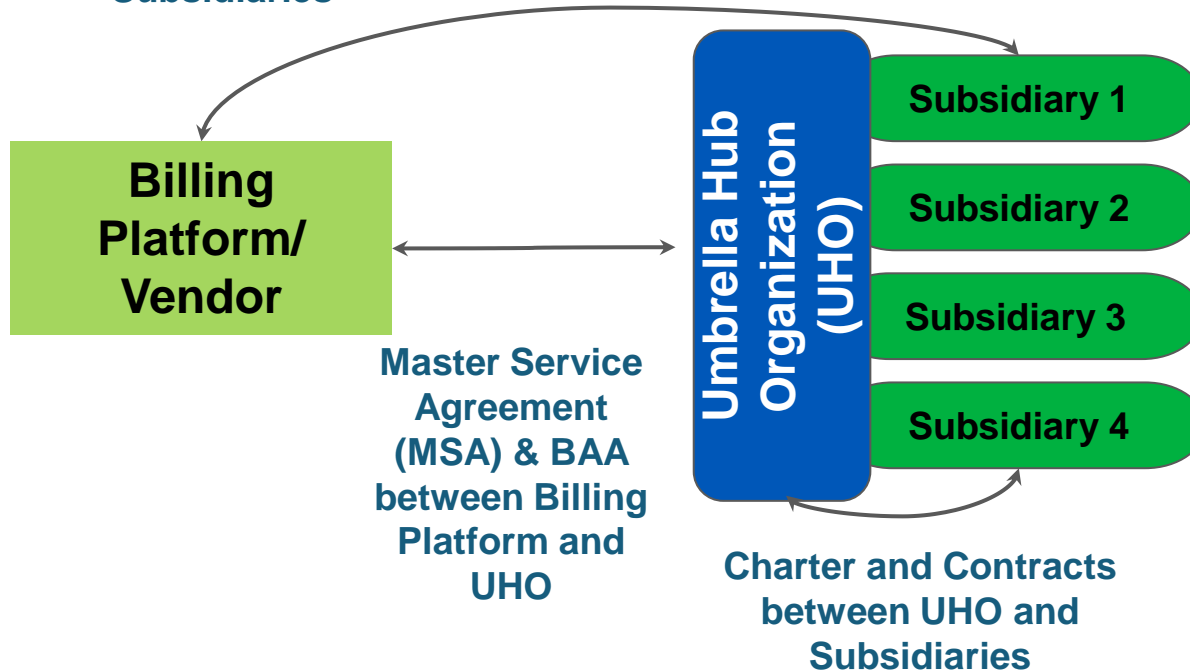 Subsidiaries
Billing
Platform/
Vendor
Umbrella Hub
Organization
(UHO)
Subsidiary 1
Subsidiary 2
Subsidiary 3
Subsidiary 4
Master Service
Agreement
(MSA) & BAA
between Billing
Platform and
UHO
Charter and Contracts
between UHO and
Subsidiaries